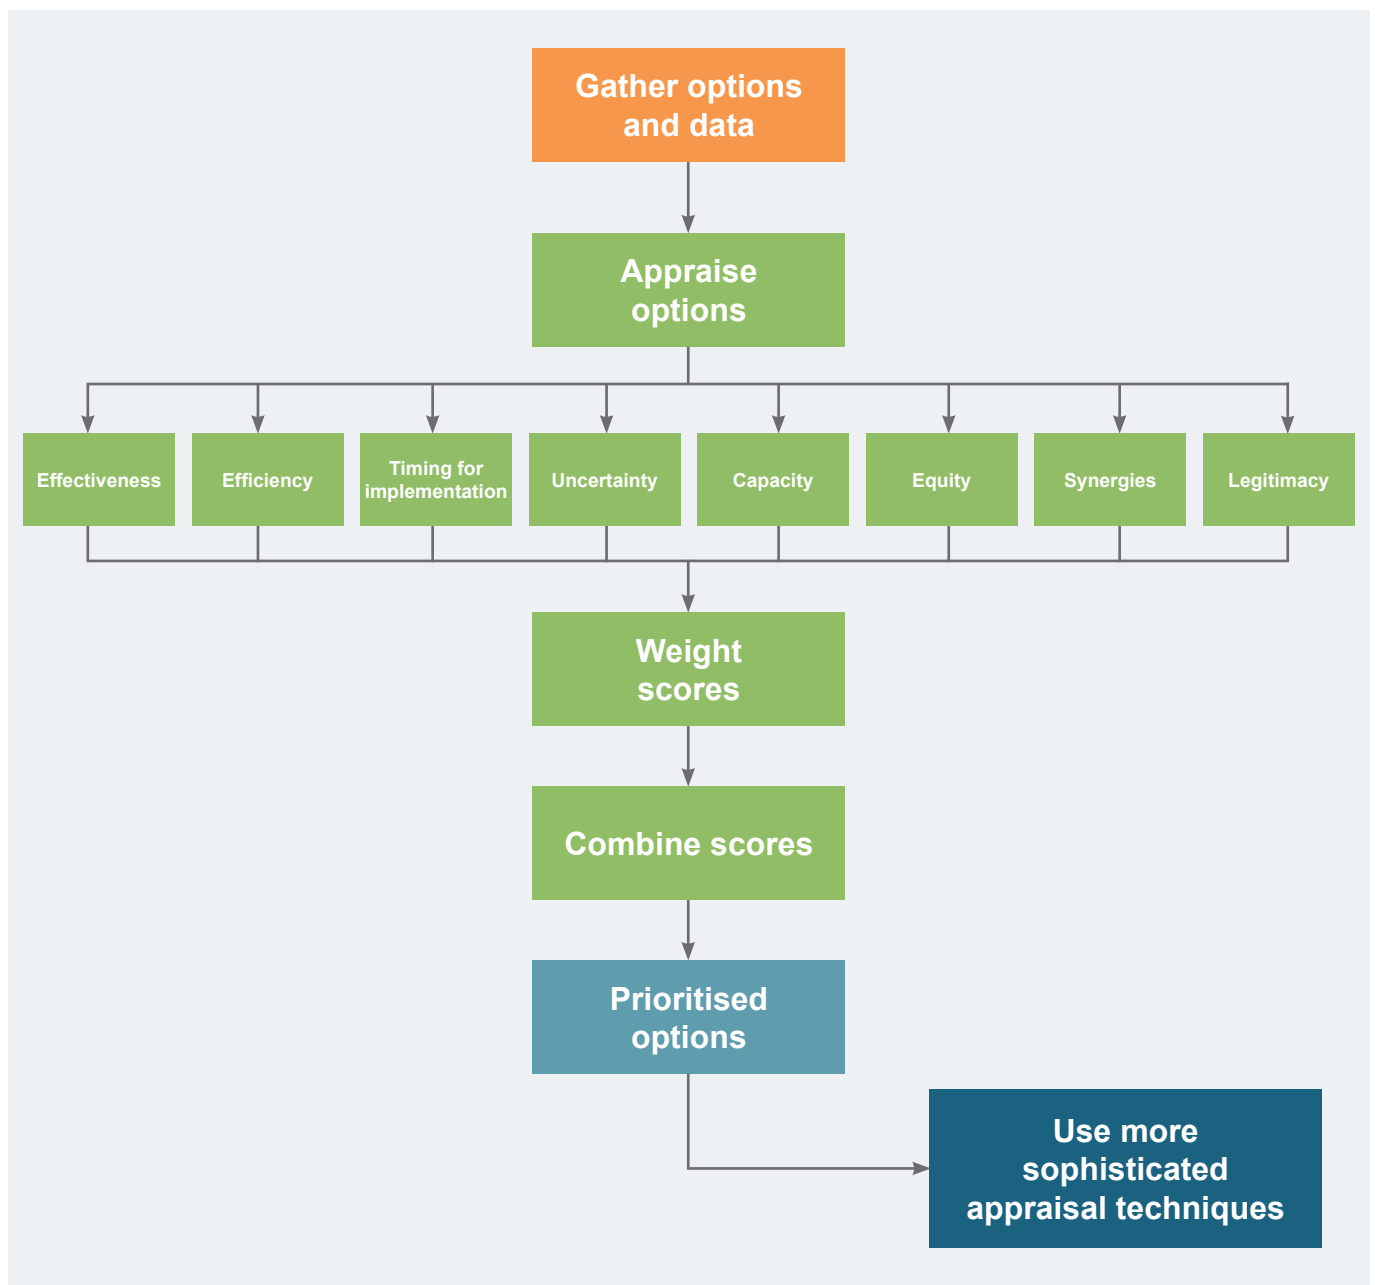 Gather options
and data
Appraise
options
Effectiveness
Efficiency
Timing for
implementation
Uncertainty
Capacity
Equity
Synergies
Legitimacy
Weight
scores
Combine scores
Prioritised
options
Use more
sophisticated
appraisal techniques